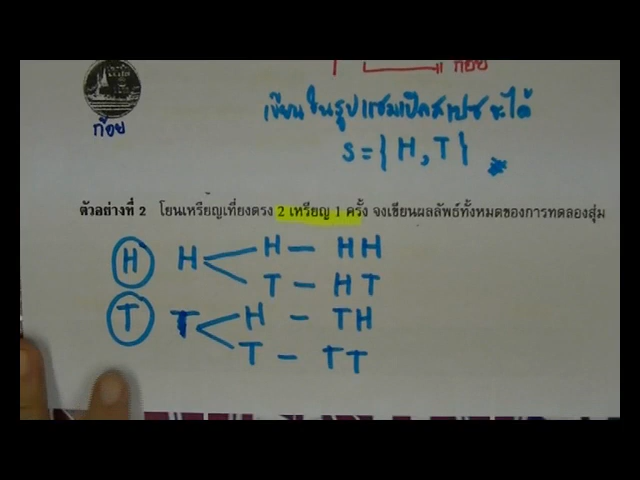 ก้อย
เขียนในรูปแซมเปิลสเปซจะได้
ก้อย
S = { H, T }
ตัวอย่างที่ 2 โยนเหรียญเที่ยงตรง 2 เหรียญ 1 ครั้ง จงเขียนผลลัพธ์ทั้งหมดของการทดลองสุ่ม
H H H – HH
T – HT
T T H – TH
T – TT